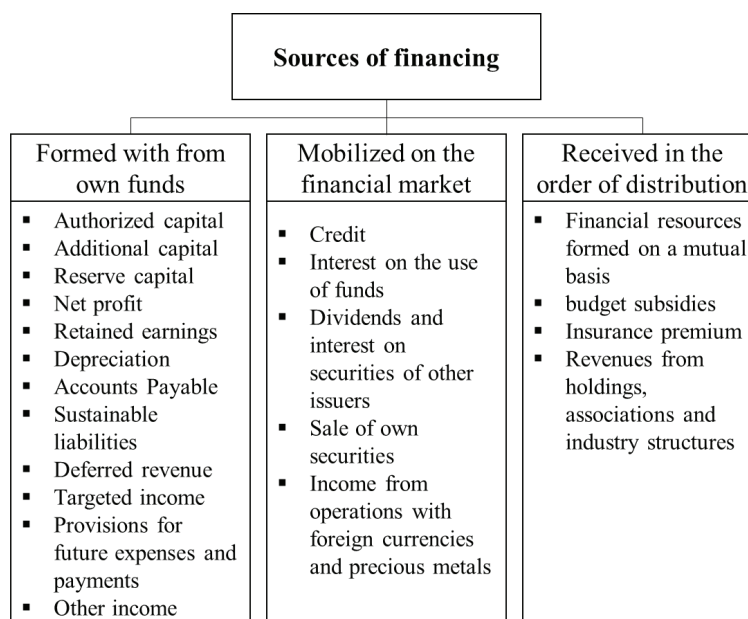 Sources of financing
Formed with from
own funds
▪ Authorized capital
▪ Additional capital
▪ Reserve capital
▪ Net profit
▪ Retained earnings
▪ Depreciation
▪ Accounts Payable
▪ Sustainable
liabilities
▪ Deferred revenue
▪ Targeted income
▪ Provisions for
future expenses and
payments
▪ Other income
Mobilized on the
financial market
▪ Credit
▪ Interest on the use
of funds
▪ Dividends and
interest on
securities of other
issuers
▪ Sale of own
securities
▪ Income from
operations with
foreign currencies
and precious metals
Received in the
order of distribution
▪ Financial resources
formed on a mutual
basis
▪ budget subsidies
▪ Insurance premium
▪ Revenues from
holdings,
associations and
industry structures